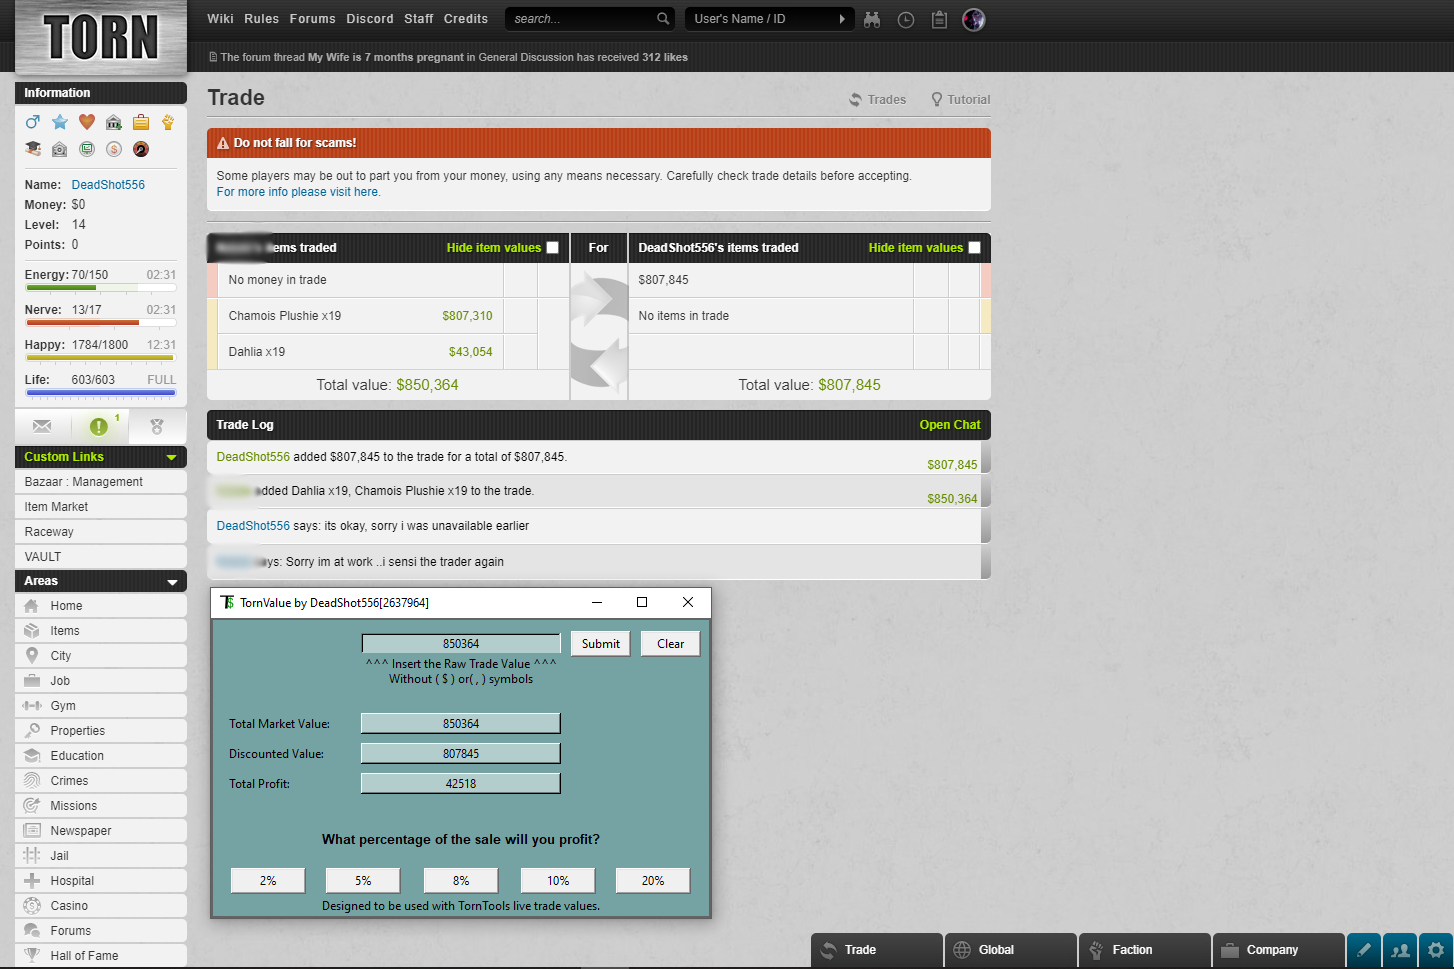 TORN
Wiki Rules Forums Discord Staff Credits
search...
User's Name / ID
The forum thread My Wife is 7 months pregnant in General Discussion has received 312 likes
Information
Name: DeadShot556
Money: $0
Level: 14
Points: 0
Energy: 70/150 02:31
Nerve: 13/17 02:31
Happy: 1784/1800 12:31
Life: 603/603 FULL
1
Custom Links
Bazaar : Management
Item Market
Raceway
VAULT
Areas
Home
Items
City
Job
Gym
Properties
Education
Crimes
Missions
Newspaper
Jail
Hospital
Casino
Forums
Hall of Fame
Trade
Trades
Tutorial
Do not fall for scams!
Some players may be out to part you from your money, using any means necessary. Carefully check trade details before accepting.
For more info please visit here.
items traded Hide item values
For
DeadShot556's items traded Hide item values
No money in trade
$807,845
Chamois Plushie x19 $807,310
No items in trade
Dahlia x19 $43,054
Total value: $850,364
Total value: $807,845
Trade Log
Open Chat
DeadShot556 added $807,845 to the trade for a total of $807,845.
$807,845
added Dahlia x19, Chamois Plushie x19 to the trade.
$850,364
DeadShot556 says: its okay, sorry i was unavailable earlier
ays: Sorry im at work ..i sensi the trader again
T$ TornValue by DeadShot556[2637964]
850364 Submit Clear
^^^ Insert the Raw Trade Value ^^^
Without ( $ ) or( , ) symbols
Total Market Value: 850364
Discounted Value: 807845
Total Profit: 42518
What percentage of the sale will you profit?
2% 5% 8% 10% 20%
Designed to be used with TornTools live trade values.
Trade
Global
Faction
Company